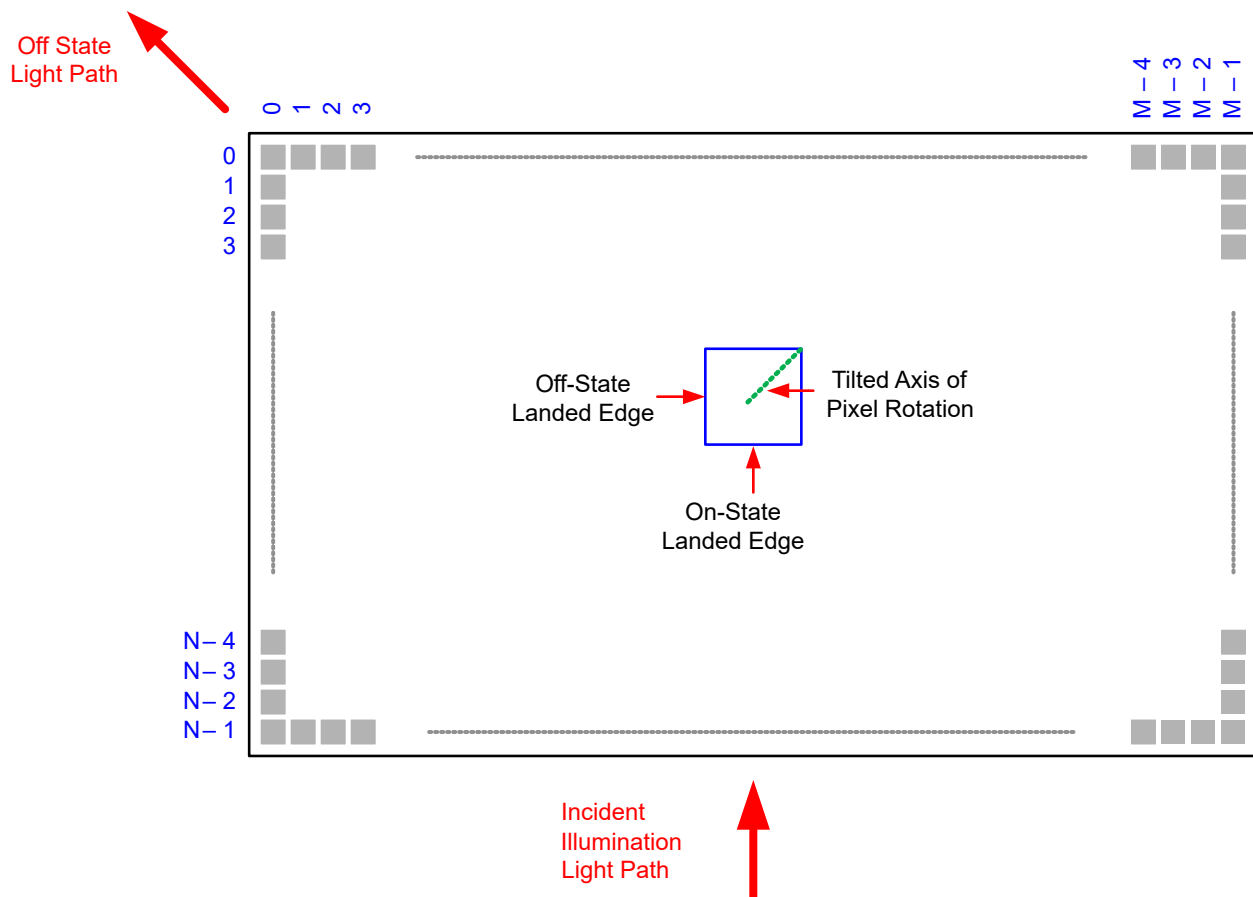 Off State
Light Path
0
1
2
3
M – 4
M – 3
M – 2
M – 1
0
1
2
3
Off-State
Landed Edge
Tilted Axis of
Pixel Rotation
On-State
Landed Edge
N – 4
N – 3
N – 2
N – 1
Incident
Illumination
Light Path